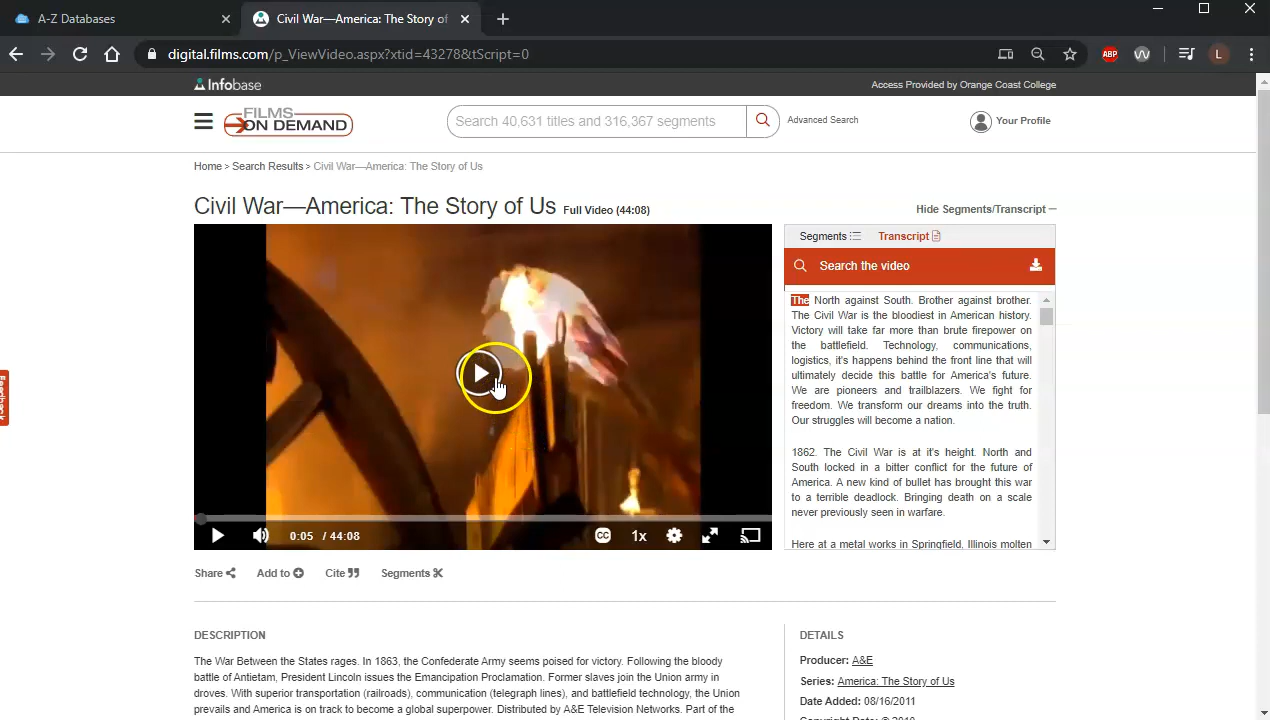 A-Z Databases
Civil War—America: The Story of
digital.films.com/p_ViewVideo.aspx?xtid=43278&tScript=0
ABP
L
Infobase
Access Provided by Orange Coast College
FILMS
ON DEMAND
Search 40,631 titles and 316,367 segments
Advanced Search
Your Profile
Home > Search Results > Civil War—America: The Story of Us
Civil War—America: The Story of Us Full Video (44:08)
Hide Segments/Transcript —
Segments
Transcript
Search the video
The North against South. Brother against brother.
The Civil War is the bloodiest in American history.
Victory will take far more than brute firepower on
the battlefield. Technology, communications,
logistics, it's happens behind the front line that will
ultimately decide this battle for America's future.
We are pioneers and trailblazers. We fight for
freedom. We transform our dreams into the truth.
Our struggles will become a nation.
1862. The Civil War is at it's height. North and
South locked in a bitter conflict for the future of
America. A new kind of bullet has brought this war
to a terrible deadlock. Bringing death on a scale
never previously seen in warfare.
Here at a metal works in Springfield, Illinois molten
Feedback
0:05 / 44:08
CC
1x
Share
Add to
Cite
Segments
DESCRIPTION
The War Between the States rages. In 1863, the Confederate Army seems poised for victory. Following the bloody
battle of Antietam, President Lincoln issues the Emancipation Proclamation. Former slaves join the Union army in
droves. With superior transportation (railroads), communication (telegraph lines), and battlefield technology, the Union
prevails and America is on track to become a global superpower. Distributed by A&E Television Networks. Part of the
DETAILS
Producer: A&E
Series: America: The Story of Us
Date Added: 08/16/2011
Copyright Date: © 2010